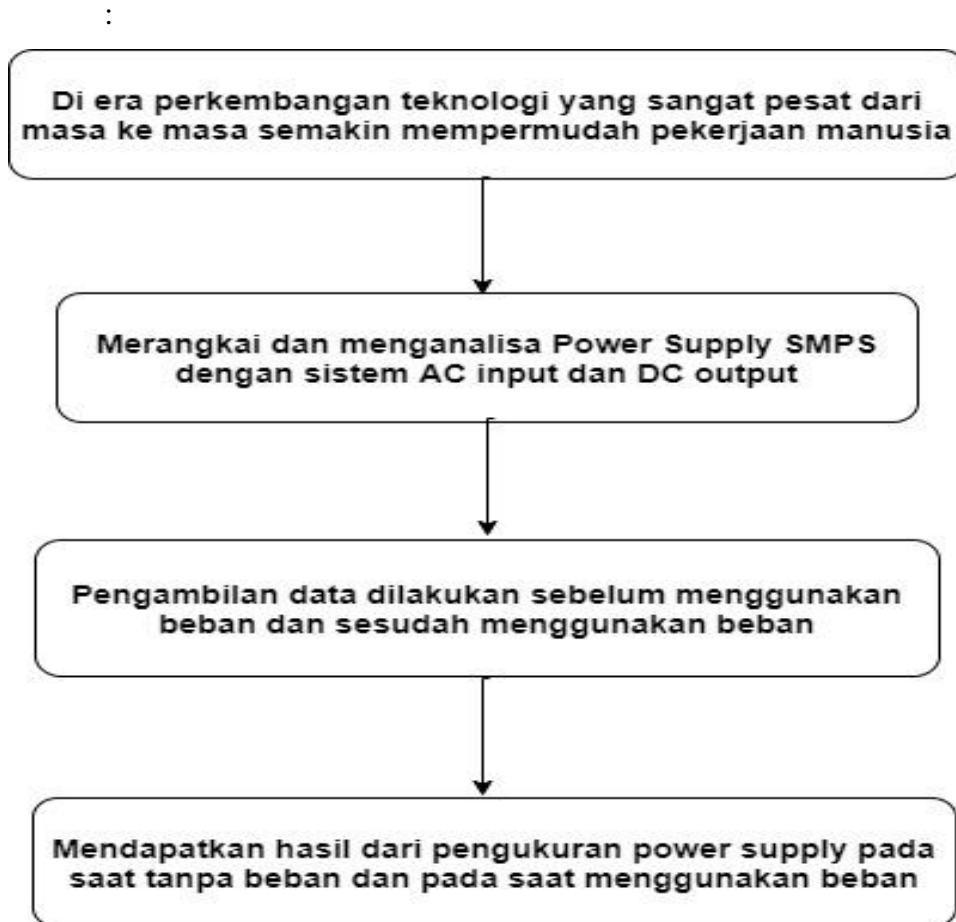 :
Di era perkembangan teknologi yang sangat pesat dari
masa ke masa semakin mempermudah pekerjaan manusia
Merangkai dan menganalisa Power Supply SMPS
dengan sistem AC input dan DC output
Pengambilan data dilakukan sebelum menggunakan
beban dan sesudah menggunakan beban
Mendapatkan hasil dari pengukuran power supply pada
saat tanpa beban dan pada saat menggunakan beban